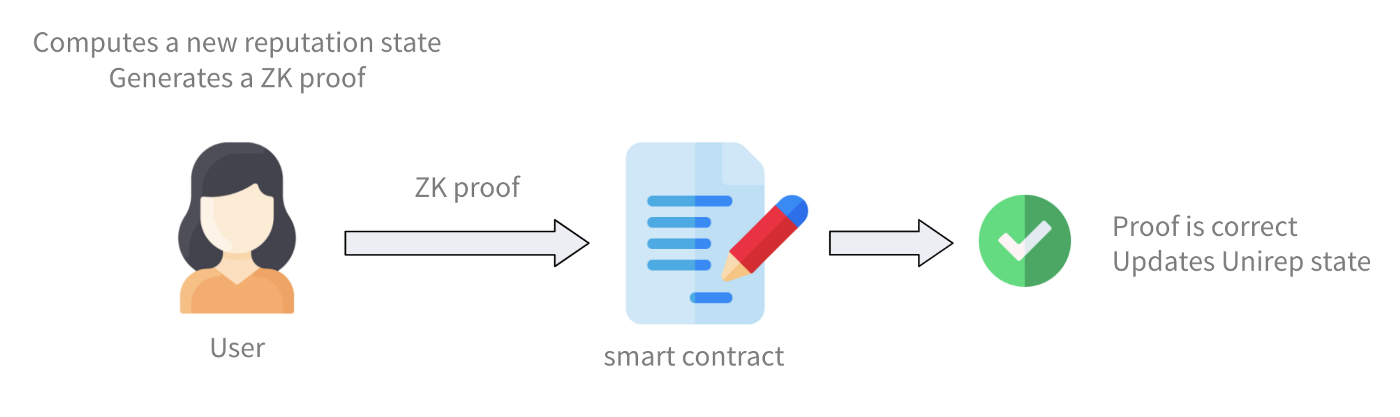 Computes a new reputation state
Generates a ZK proof
ZK proof
User
smart contract
Proof is correct
Updates Unirep state